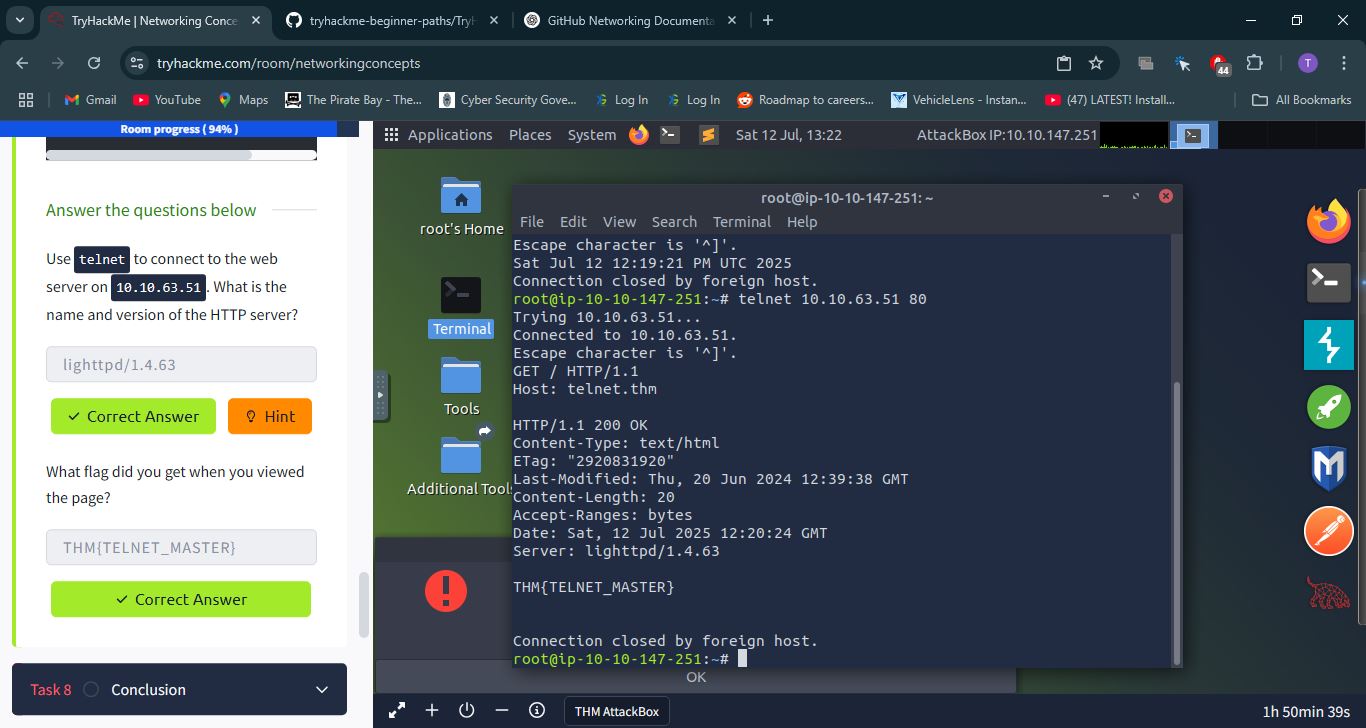 TryHackMe | Networking Conce
tryhackme-beginner-paths/TryH
GitHub Networking Documenta
tryhackme.com/room/networkingconcepts
44
T
Gmail
YouTube
Maps
The Pirate Bay - The...
Cyber Security Gove...
Log In
Log In
Roadmap to careers...
VehicleLens - Instan...
(47) LATEST! Install...
All Bookmarks
Room progress ( 94% )
Answer the questions below
Use telnet to connect to the web
server on 10.10.63.51 . What is the
name and version of the HTTP server?
lighttpd/1.4.63
Correct Answer
Hint
What flag did you get when you viewed
the page?
THM{TELNET_MASTER}
Correct Answer
Task 8
Conclusion
Applications
Places
System
Sat 12 Jul, 13:22
AttackBox IP:10.10.147.251
root's Home
Terminal
Tools
Additional Tools
root@ip-10-10-147-251: ~
File Edit View Search Terminal Help
Escape character is '^]'.
Sat Jul 12 12:19:21 PM UTC 2025
Connection closed by foreign host.
root@ip-10-10-147-251:~# telnet 10.10.63.51 80
Trying 10.10.63.51...
Connected to 10.10.63.51.
Escape character is '^]'.
GET / HTTP/1.1
Host: telnet.thm
HTTP/1.1 200 OK
Content-Type: text/html
ETag: "2920831920"
Last-Modified: Thu, 20 Jun 2024 12:39:38 GMT
Content-Length: 20
Accept-Ranges: bytes
Date: Sat, 12 Jul 2025 12:20:24 GMT
Server: lighttpd/1.4.63
THM{TELNET_MASTER}
Connection closed by foreign host.
root@ip-10-10-147-251:~#
OK
THM AttackBox
1h 50min 39s